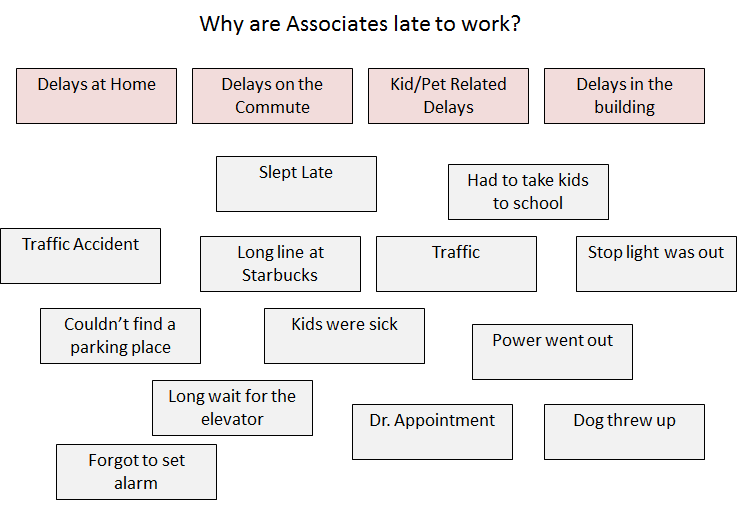 Why are Associates late to work?
Delays at Home
Delays on the
Commute
Kid/Pet Related
Delays
Delays in the
building
Slept Late
Had to take kids
to school
Traffic Accident
Long line at
Starbucks
Traffic
Stop light was out
Couldn’t find a
parking place
Kids were sick
Power went out
Long wait for the
elevator
Dr. Appointment
Dog threw up
Forgot to set
alarm